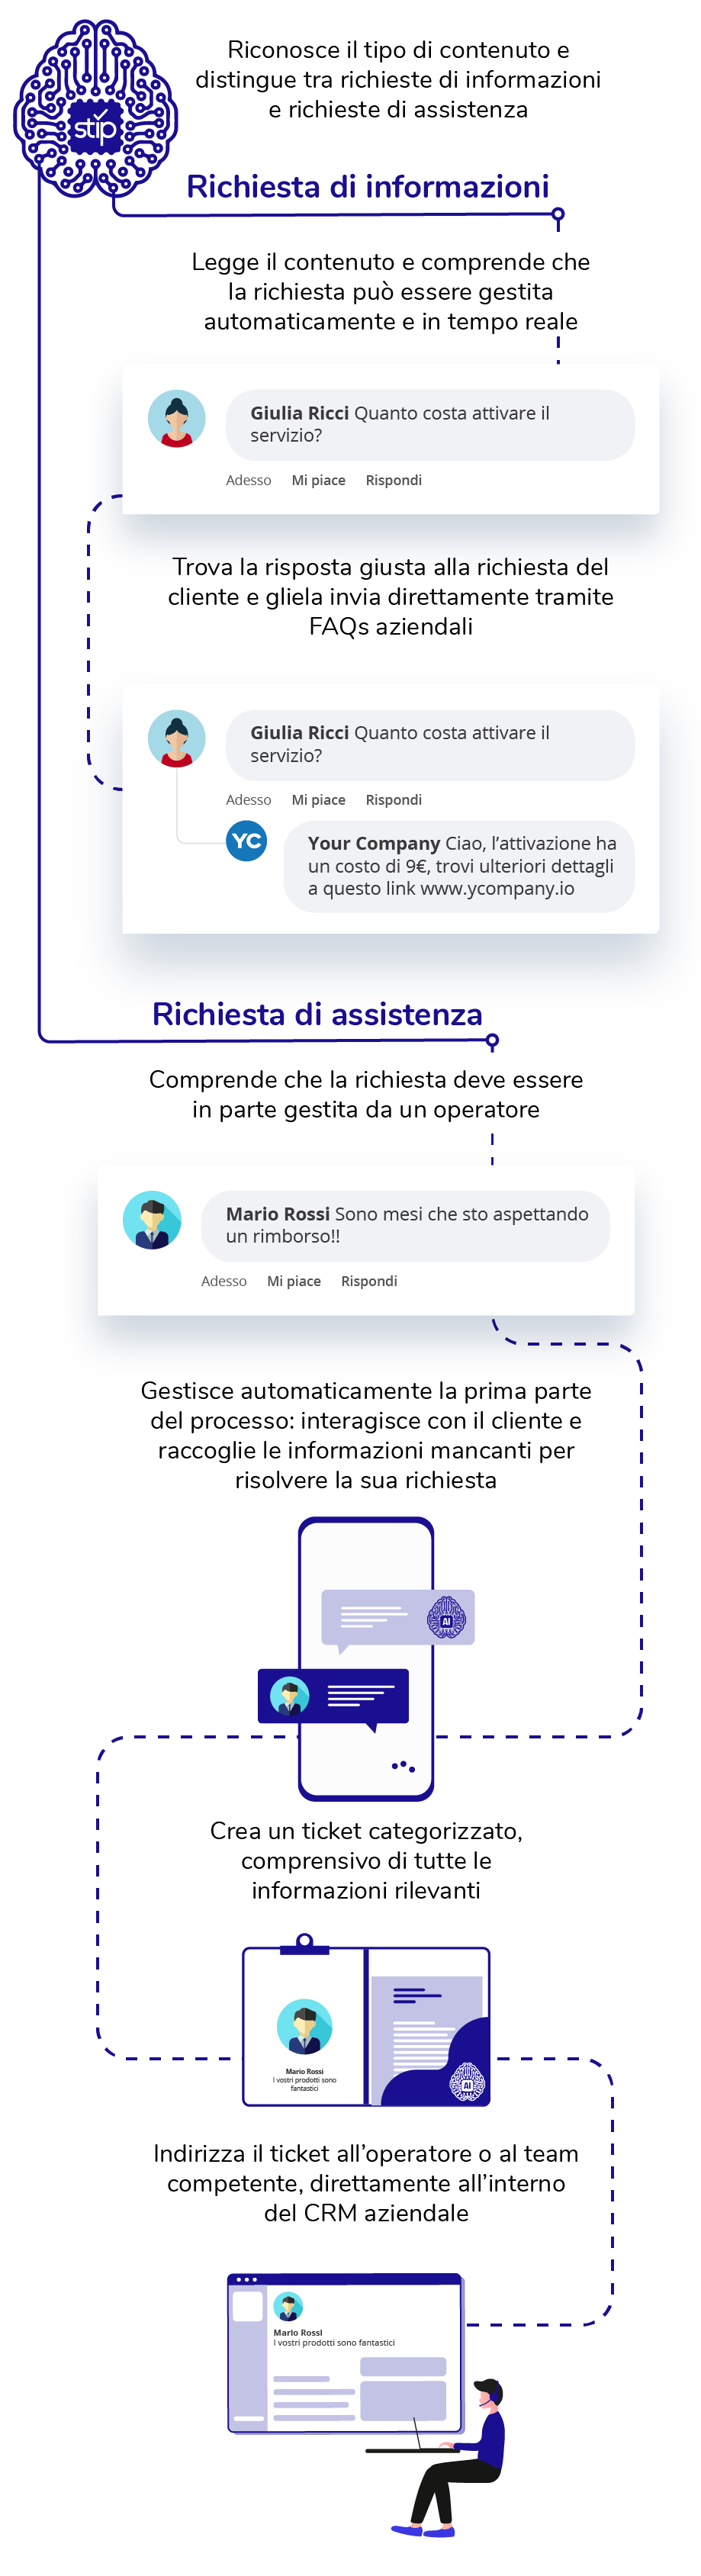 Riconosce il tipo di contenuto e
distingue tra richieste di informazioni
e richieste di assistenza
stip
Richiesta di informazioni
Legge il contenuto e comprende che
la richiesta può essere gestita
automaticamente e in tempo reale
Giulia Ricci Quanto costa attivare il
servizio?
Adesso Mi piace Rispondi
Trova la risposta giusta alla richiesta del
cliente e gliela invia direttamente tramite
FAQs aziendali
Giulia Ricci Quanto costa attivare il
servizio?
Adesso Mi piace Rispondi
YC
Your Company Ciao, l'attivazione ha
un costo di 9€, trovi ulteriori dettagli
a questo link www.ycompany.io
Richiesta di assistenza
Comprende che la richiesta deve essere
in parte gestita da un operatore
Mario Rossi Sono mesi che sto aspettando
un rimborso!!
Adesso Mi piace Rispondi
Gestisce automaticamente la prima parte
del processo: interagisce con il cliente e
raccoglie le informazioni mancanti per
risolvere la sua richiesta
AI
Crea un ticket categorizzato,
comprensivo di tutte le
informazioni rilevanti
Mario Rossi
I vostri prodotti sono
fantastici
AI
Indirizza il ticket all'operatore o al team
competente, direttamente all'interno
del CRM aziendale
Mario Rossi
I vostri prodotti sono fantastici